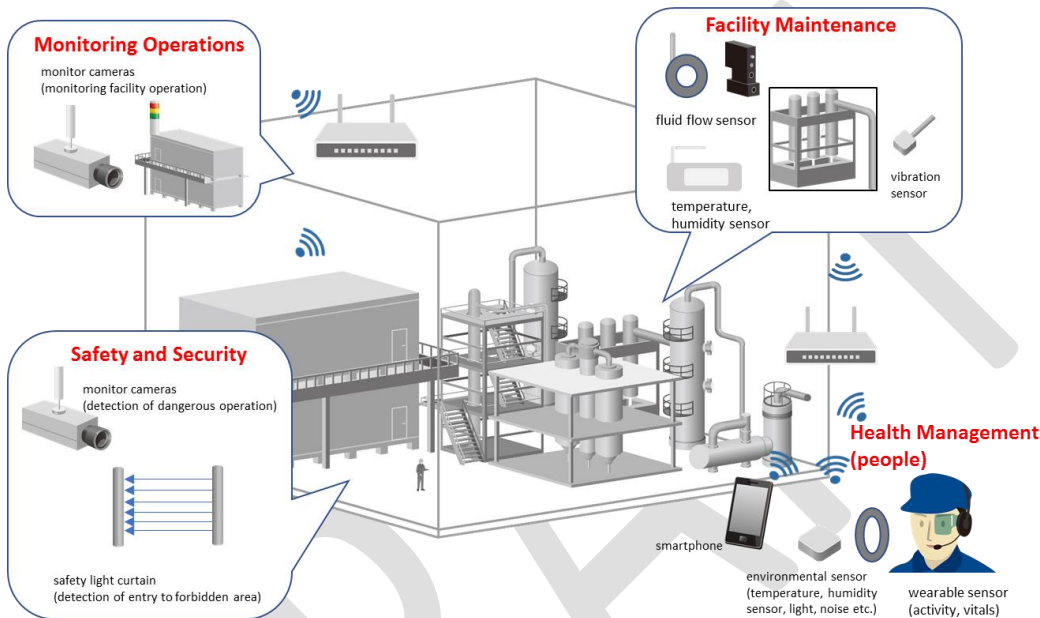 Monitoring Operations
monitor cameras
(monitoring facility operation)
Facility Maintenance
fluid flow sensor
vibration
sensor
temperature,
humidity sensor
Safety and Security
monitor cameras
(detection of dangerous operation)
safety light curtain
(detection of entry to forbidden area)
Health Management
(people)
smartphone
environmental sensor
(temperature, humidity
sensor, light, noise etc.)
wearable sensor
(activity, vitals)